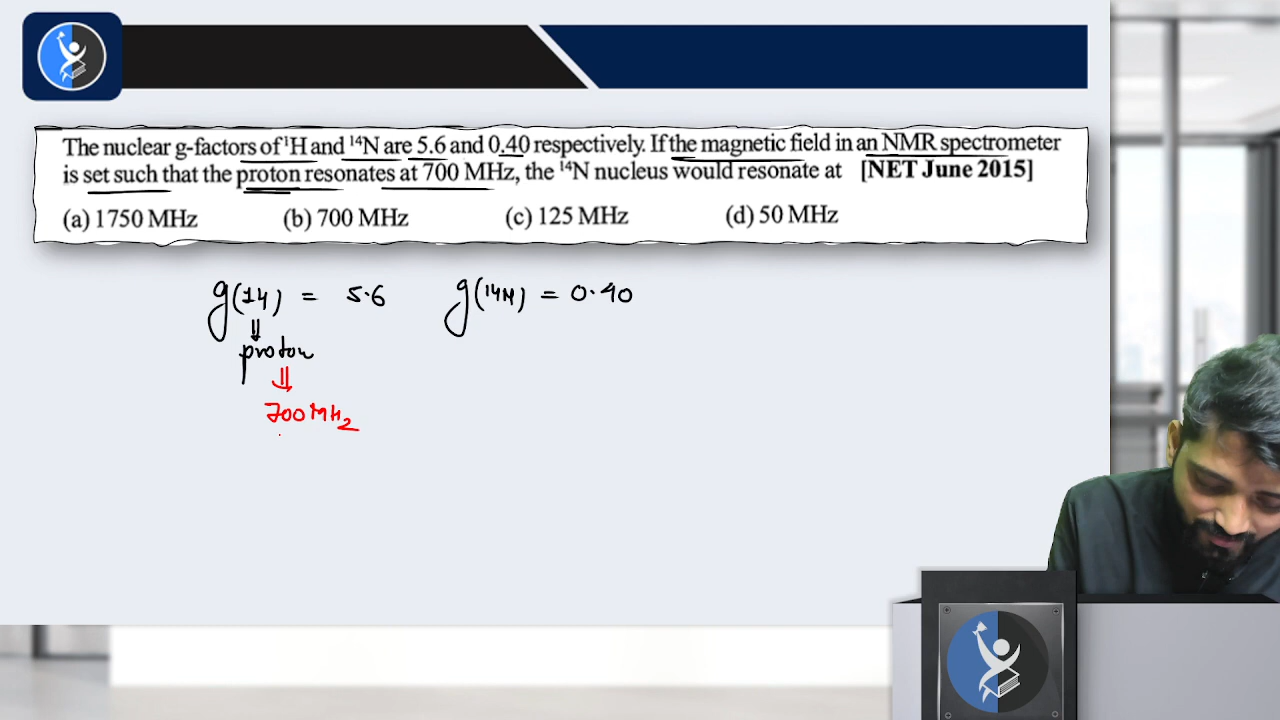 The nuclear g-factors of ¹H and ¹⁴N are 5.6 and 0.40 respectively. If the magnetic field in an NMR spectrometer
is set such that the proton resonates at 700 MHz, the ¹⁴N nucleus would resonate at [NET June 2015]
(a) 1750 MHz (b) 700 MHz (c) 125 MHz (d) 50 MHz
g(1H) = 5.6 g(14N) = 0.40
⇓
proton
⇓
700 MHz